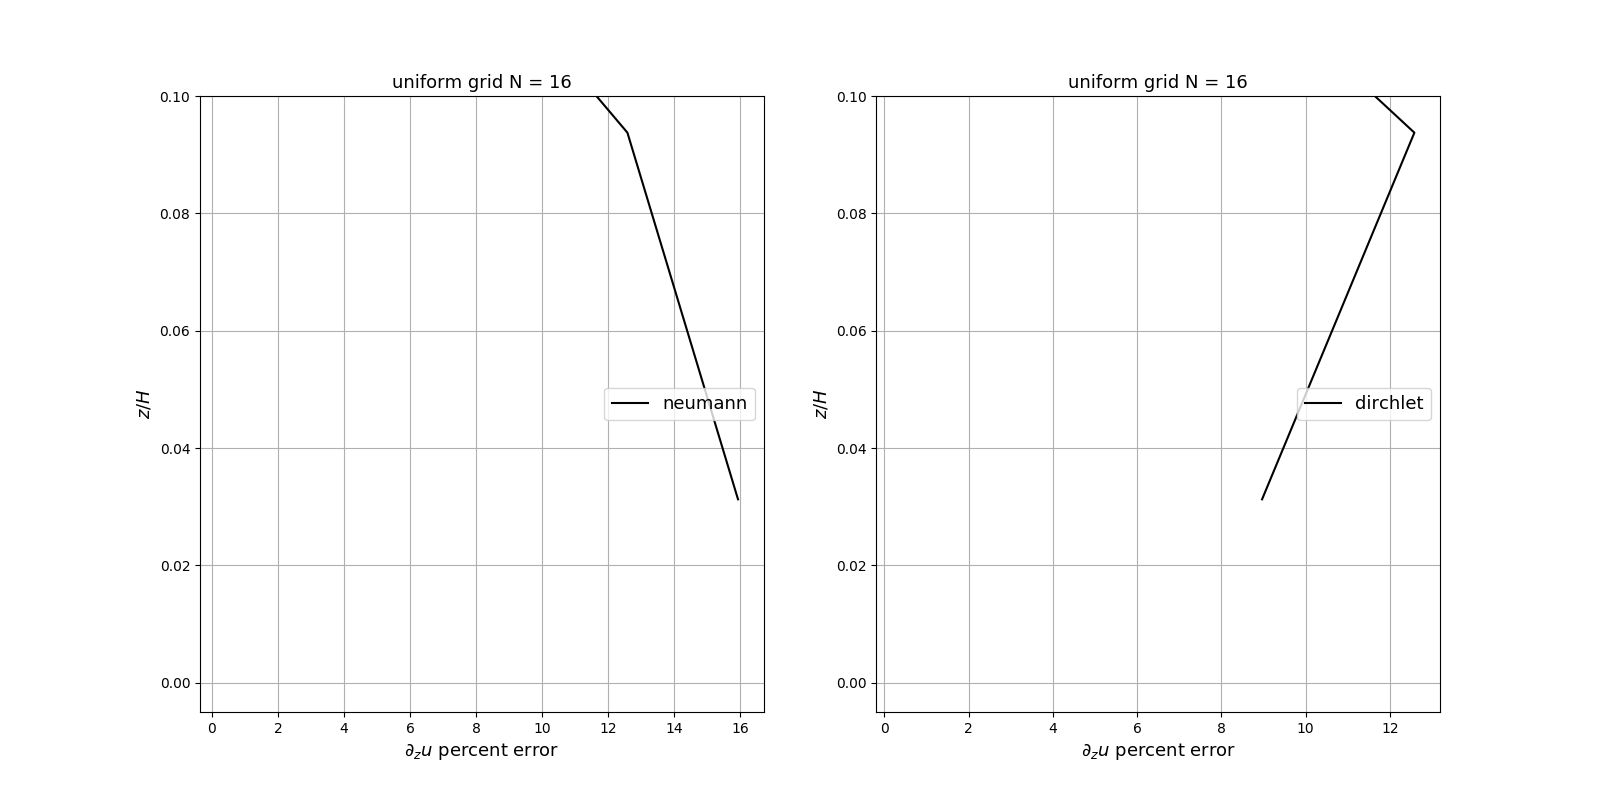 uniform grid N = 16
0.10
0.08
0.06
0.04
0.02
0.00
z/H
neumann
0 2 4 6 8 10 12 14 16
∂zu percent error
uniform grid N = 16
0.10
0.08
0.06
0.04
0.02
0.00
z/H
dirchlet
0 2 4 6 8 10 12
∂zu percent error